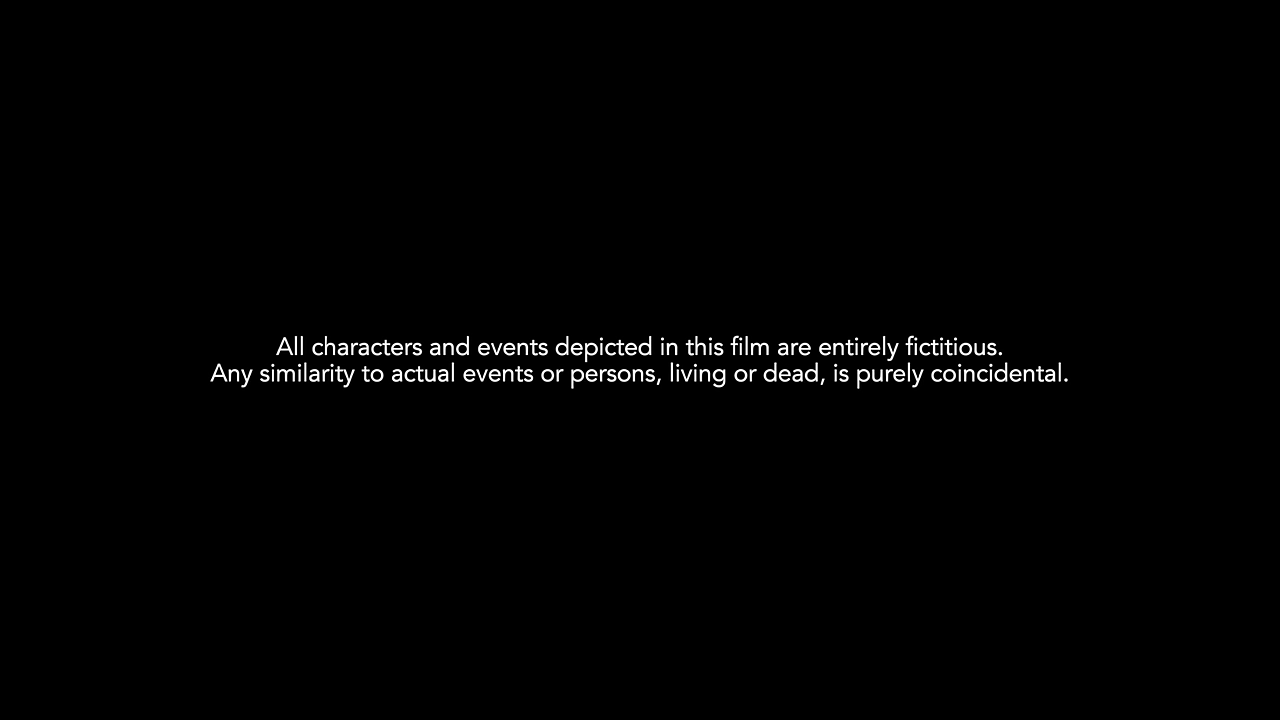 All characters and events depicted in this film are entirely fictitious.
Any similarity to actual events or persons, living or dead, is purely coincidental.